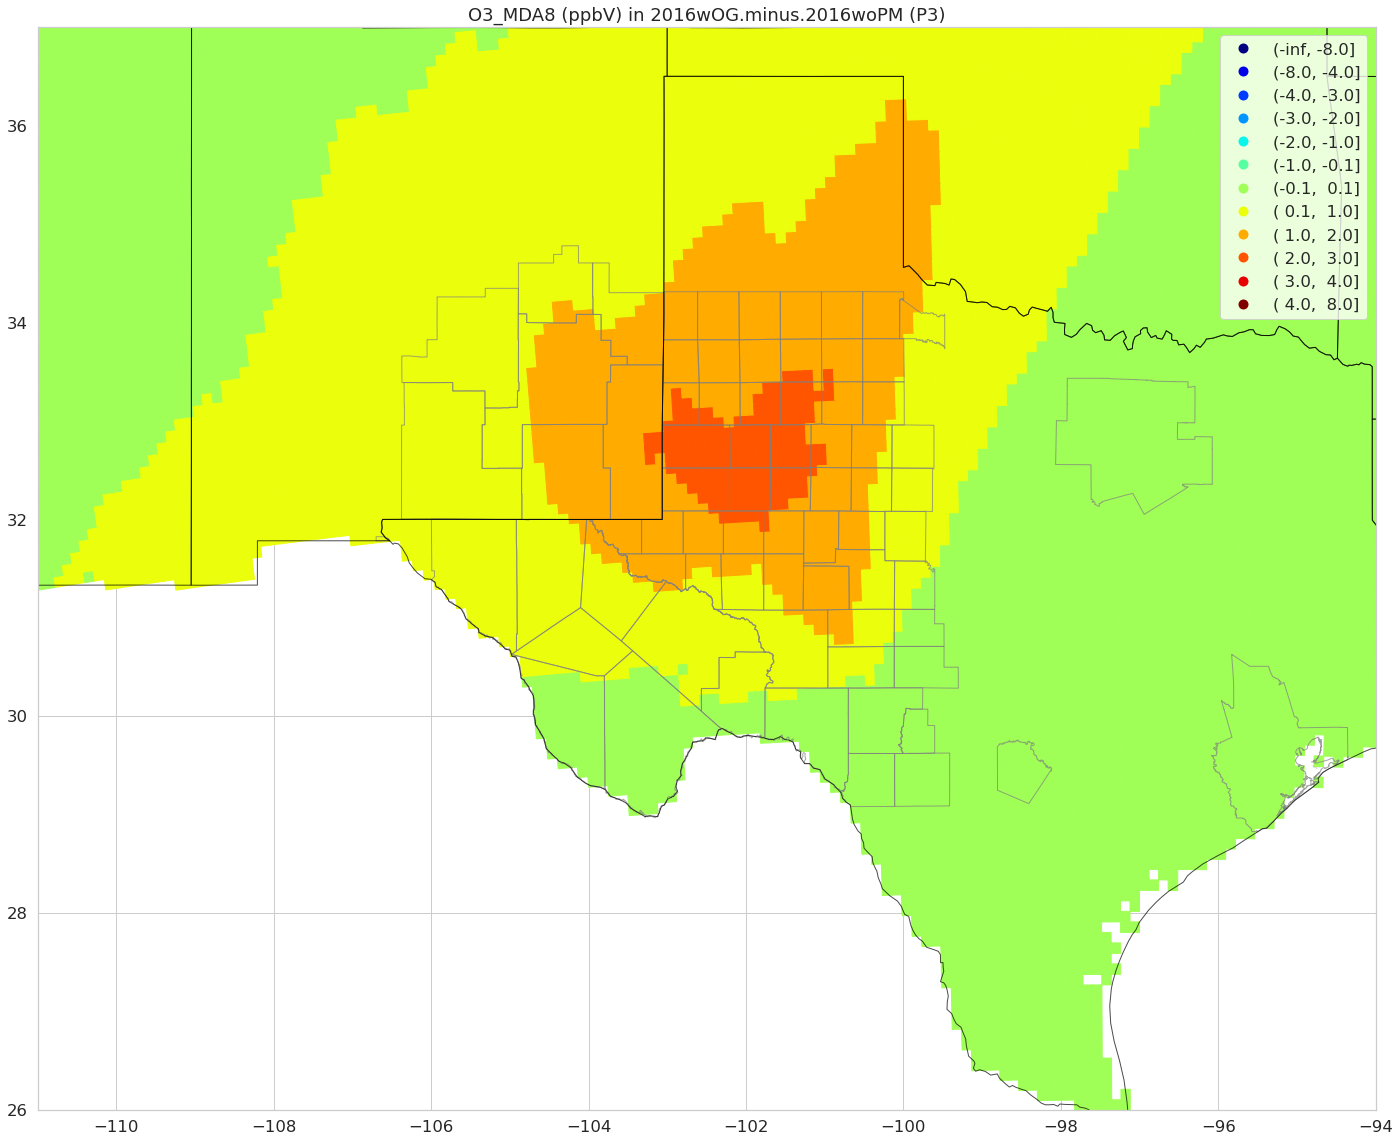 O3_MDA8 (ppbV) in 2016wOG.minus.2016woPM (P3)
(-inf, -8.0]
(-8.0, -4.0]
(-4.0, -3.0]
(-3.0, -2.0]
(-2.0, -1.0]
(-1.0, -0.1]
(-0.1,  0.1]
( 0.1,  1.0]
( 1.0,  2.0]
( 2.0,  3.0]
( 3.0,  4.0]
( 4.0,  8.0]
36
34
32
30
28
26
−110 −108 −106 −104 −102 −100 −98 −96 −94